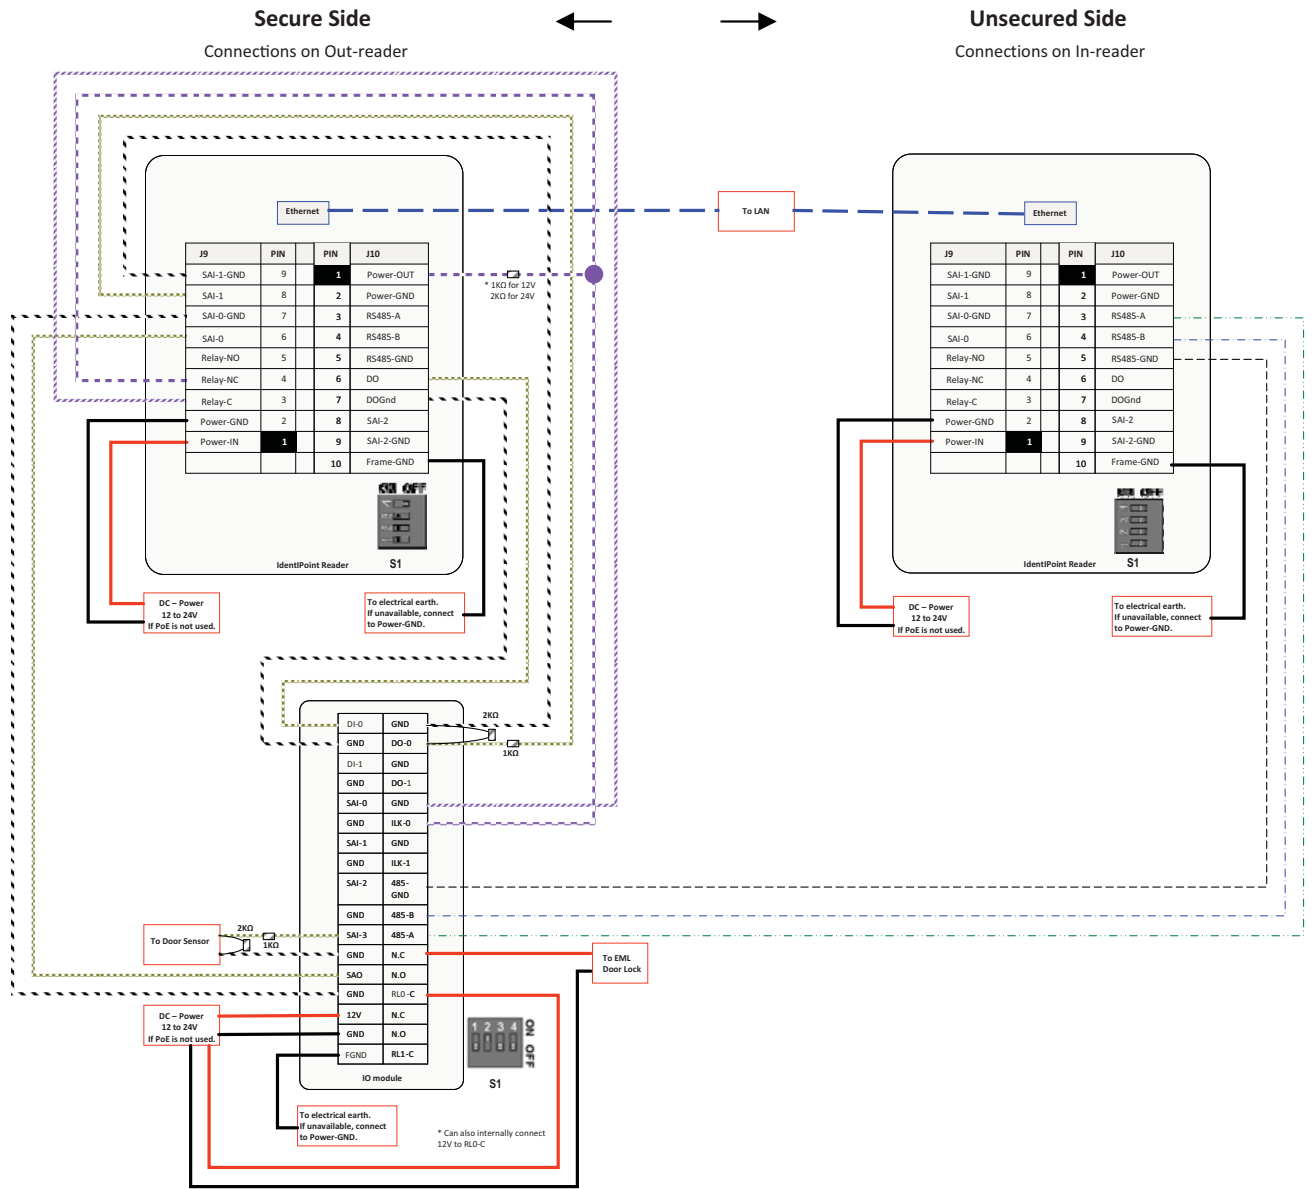 Secure Side
Unsecured Side
Connections on Out-reader
Connections on In-reader
Ethernet
To LAN
Ethernet
J9 PIN PIN J10
SAI-1-GND 9 1 Power-OUT
SAI-1 8 2 Power-GND
SAI-0-GND 7 3 RS485-A
SAI-0 6 4 RS485-B
Relay-NO 5 5 RS485-GND
Relay-NC 4 6 DO
Relay-C 3 7 DOGnd
Power-GND 2 8 SAI-2
Power-IN 1 9 SAI-2-GND
10 Frame-GND
* 1KΩ for 12V
2KΩ for 24V
J9 PIN PIN J10
SAI-1-GND 9 1 Power-OUT
SAI-1 8 2 Power-GND
SAI-0-GND 7 3 RS485-A
SAI-0 6 4 RS485-B
Relay-NO 5 5 RS485-GND
Relay-NC 4 6 DO
Relay-C 3 7 DOGnd
Power-GND 2 8 SAI-2
Power-IN 1 9 SAI-2-GND
10 Frame-GND
OFF
S1
IdentIPoint Reader
OFF
S1
IdentIPoint Reader
DC – Power
12 to 24V
If PoE is not used.
To electrical earth.
If unavailable, connect
to Power-GND.
DC – Power
12 to 24V
If PoE is not used.
To electrical earth.
If unavailable, connect
to Power-GND.
2KΩ
1KΩ
DI-0 GND
GND DO-0
DI-1 GND
GND DO-1
SAI-0 GND
GND ILK-0
SAI-1 GND
GND ILK-1
SAI-2 485-
GND
GND 485-B
SAI-3 485-A
GND N.C
SAO N.O
GND RL0-C
12V N.C
GND N.O
FGND RL1-C
IO module
To Door Sensor
2KΩ
1KΩ
To EML
Door Lock
DC – Power
12 to 24V
If PoE is not used.
1 2 3 4
ON OFF
S1
To electrical earth.
If unavailable, connect
to Power-GND.
* Can also internally connect
12V to RL0-C